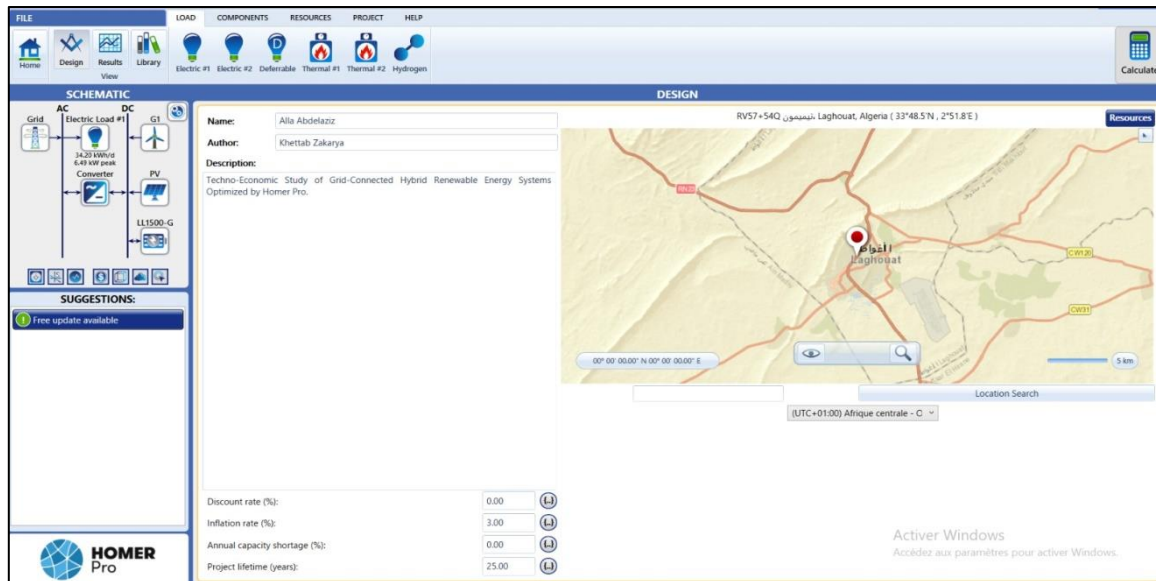 FILE
LOAD COMPONENTS RESOURCES PROJECT HELP
Home
Design
Results
Library
View
Electric #1
Electric #2
Deferrable
Thermal #1
Thermal #2
Hydrogen
Calculate
SCHEMATIC
DESIGN
AC
DC
Grid
Electric Load #1
G1
34.20 kWh/d
6.49 kW peak
Converter
PV
LL1500-G
SUGGESTIONS:
Free update available
HOMER
Pro
Name: Alla Abdelaziz
Author: Khettab Zakarya
Description:
Techno-Economic Study of Grid-Connected Hybrid Renewable Energy Systems
Optimized by Homer Pro.
Discount rate (%): 0.00
Inflation rate (%): 3.00
Annual capacity shortage (%): 0.00
Project lifetime (years): 25.00
RV57+54Q تيميمون، Laghouat, Algeria ( 33°48.5'N , 2°51.8'E )
Resources
RN23
الأغواط
Laghouat
CW126
CW31
00° 00' 00.00" N 00° 00' 00.00" E
5 km
Location Search
(UTC+01:00) Afrique centrale - O
Activer Windows
Accédez aux paramètres pour activer Windows.